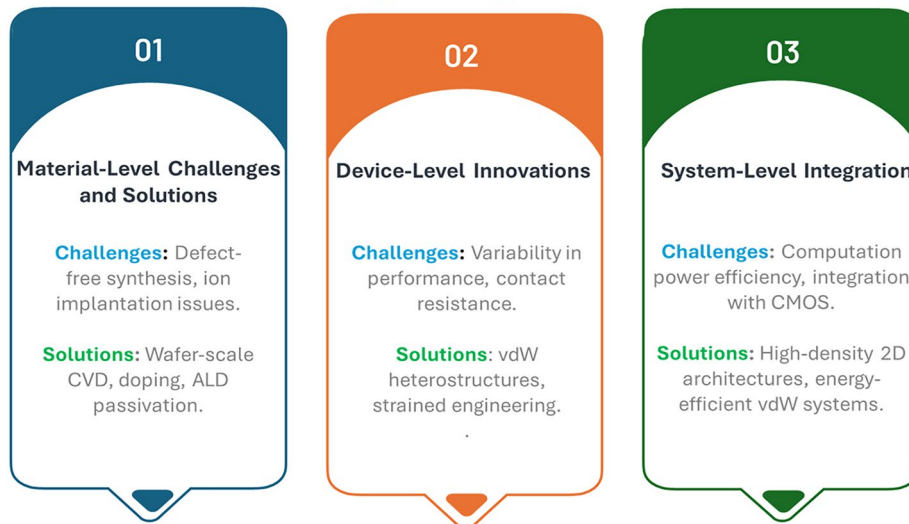 01
Material-Level Challenges
and Solutions
Challenges: Defect-
free synthesis, ion
implantation issues.
Solutions: Wafer-scale
CVD, doping, ALD
passivation.
02
Device-Level Innovations
Challenges: Variability in
performance, contact
resistance.
Solutions: vdW
heterostructures,
strained engineering.
.
03
System-Level Integration
Challenges: Computation
power efficiency, integration
with CMOS.
Solutions: High-density 2D
architectures, energy-
efficient vdW systems.